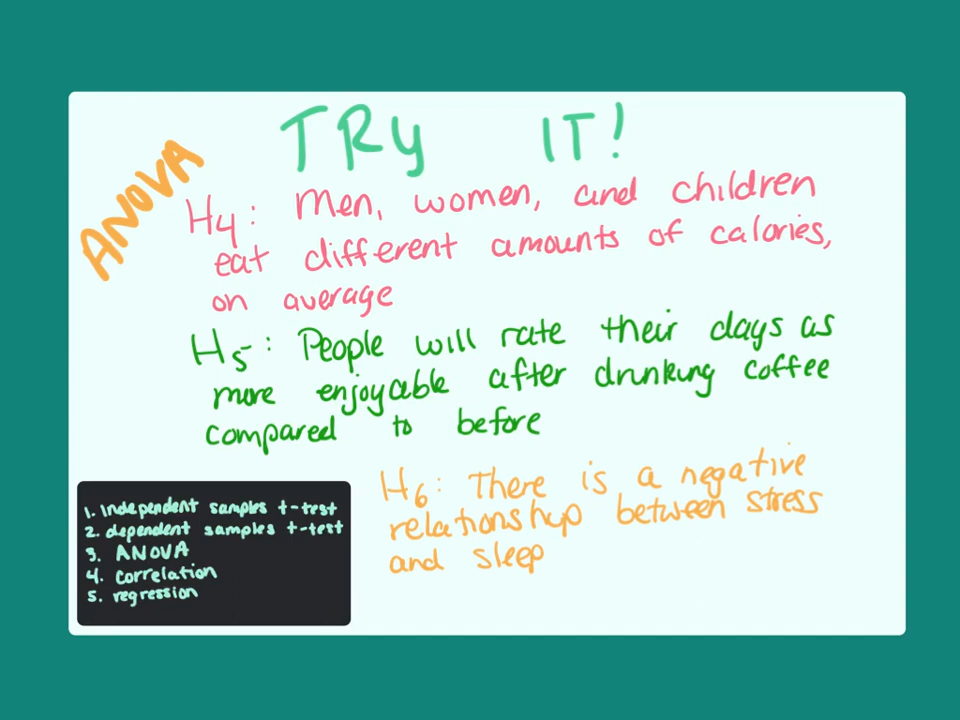 TRY IT!
ANOVA
H4: Men, women, and children
eat different amounts of calories,
on average
H5: People will rate their days as
more enjoyable after drinking coffee
compared to before
H6: There is a negative
relationship between stress
and sleep
1. independent samples t-test
2. dependent samples t-test
3. ANOVA
4. correlation
5. regression